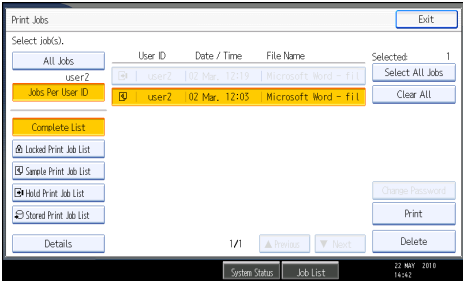 Print Jobs
Exit
Select job(s).
All Jobs
User ID Date / Time File Name
Selected: 1
user2
user2 02 Mar. 12:19 Microsoft Word - fil
Select All Jobs
Jobs Per User ID
user2 02 Mar. 12:03 Microsoft Word - fil
Clear All
Complete List
Locked Print Job List
Sample Print Job List
Hold Print Job List
Change Password
Stored Print Job List
Print
Details
1/1
Previous
Next
Delete
System Status
Job List
22 MAY 2010
14:42